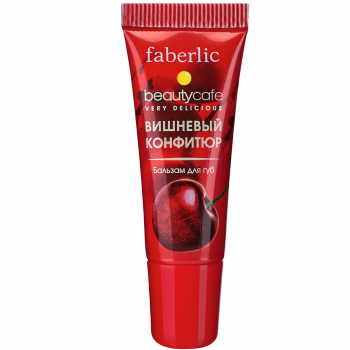 faberlic
beautycafe
VERY DELICIOUS
ВИШНЕВЫЙ
КОНФИТЮР
Бальзам для губ